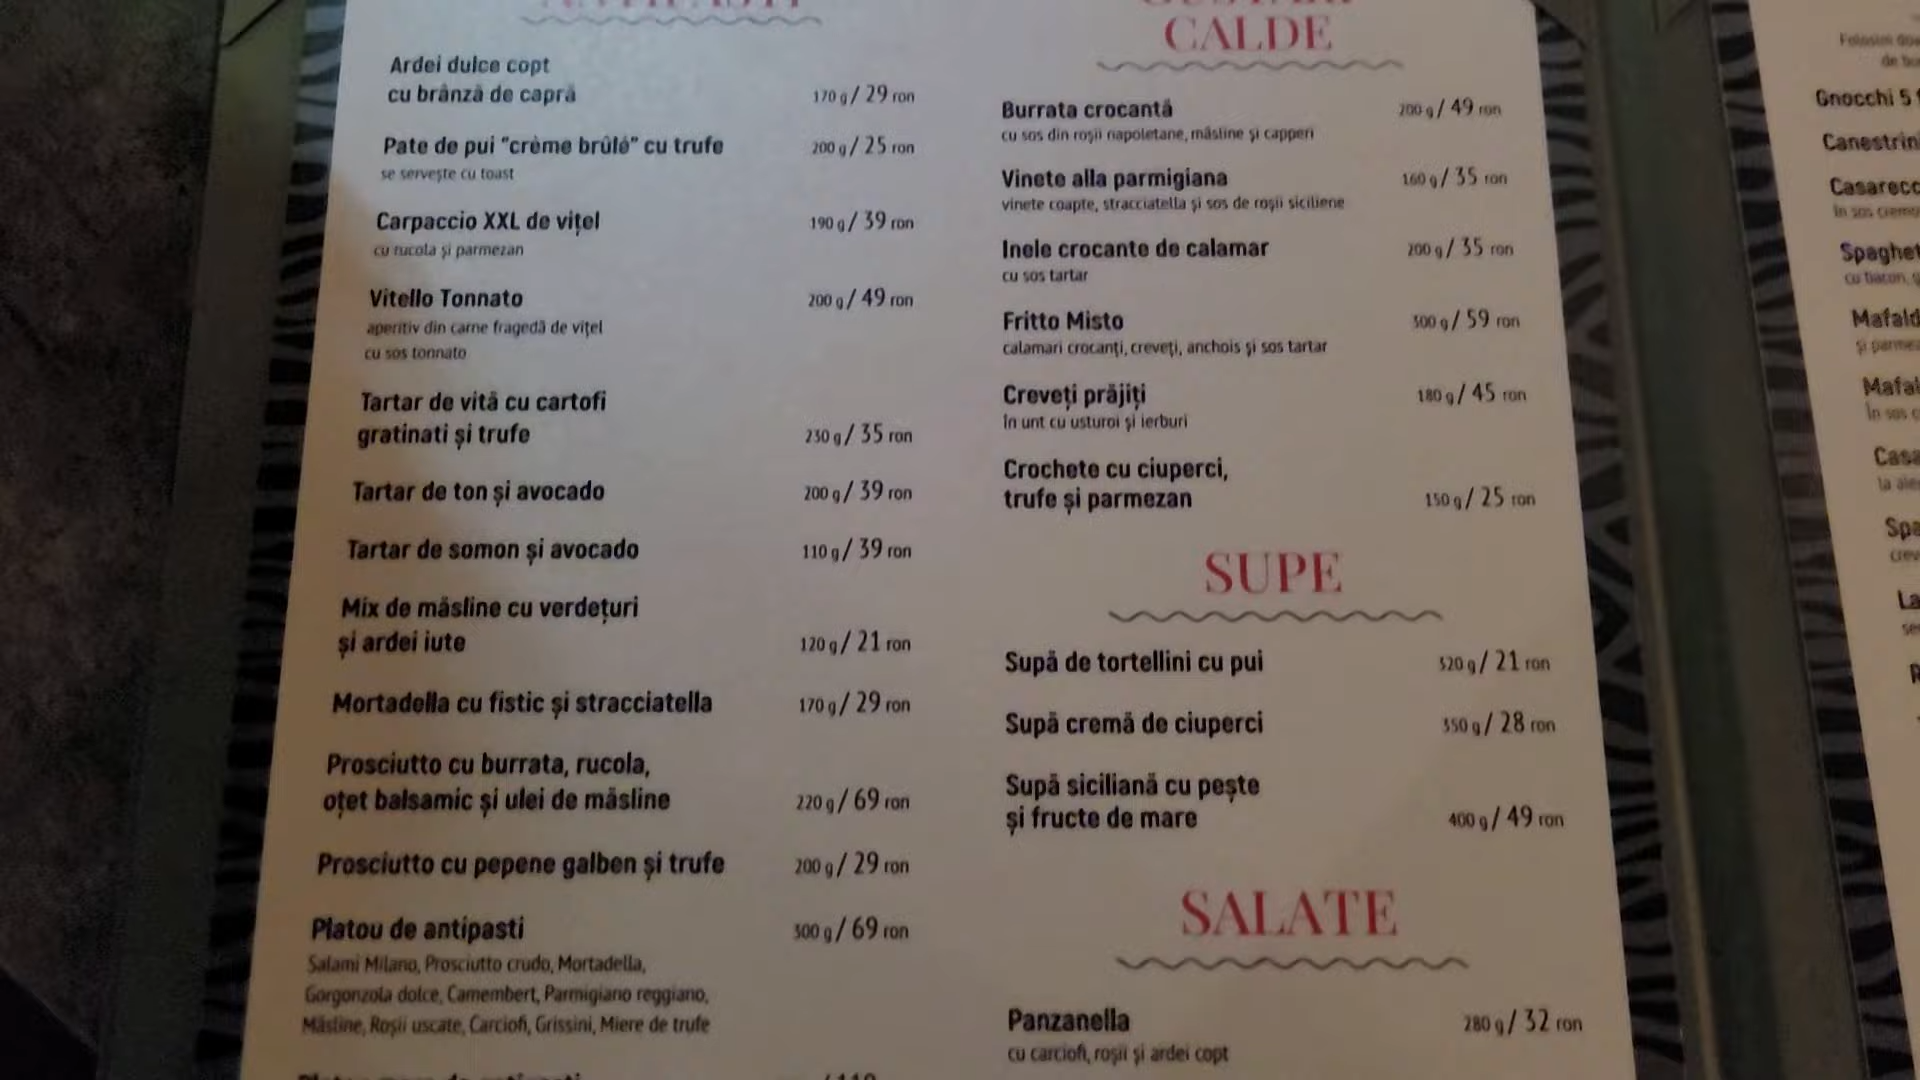 ANTIPASTI
Ardei dulce copt
cu brânză de capră 170 g / 29 ron
Pate de pui "crème brûlé" cu trufe 200 g / 25 ron
se servește cu toast
Carpaccio XXL de vițel 190 g / 39 ron
cu rucola și parmezan
Vitello Tonnato 200 g / 49 ron
aperitiv din carne fragedă de vițel
cu sos tonnato
Tartar de vită cu cartofi
gratinati și trufe 230 g / 35 ron
Tartar de ton și avocado 200 g / 39 ron
Tartar de somon și avocado 110 g / 39 ron
Mix de măsline cu verdețuri
și ardei iute 120 g / 21 ron
Mortadella cu fistic și stracciatella 170 g / 29 ron
Prosciutto cu burrata, rucola,
oțet balsamic și ulei de măsline 220 g / 69 ron
Prosciutto cu pepene galben și trufe 200 g / 29 ron
Platou de antipasti 300 g / 69 ron
Salami Milano, Prosciutto crudo, Mortadella,
Gorgonzola dolce, Camembert, Parmigiano reggiano,
Măsline, Roșii uscate, Carciofi, Grissini, Miere de trufe
CALDE
Burrata crocantă 200 g / 49 ron
cu sos din roșii napoletane, măsline și capperi
Vinete alla parmigiana 160 g / 35 ron
vinete coapte, stracciatella și sos de roșii siciliene
Inele crocante de calamar 200 g / 35 ron
cu sos tartar
Fritto Misto 300 g / 59 ron
calamari crocanți, creveți, anchois și sos tartar
Creveți prăjiți 180 g / 45 ron
în unt cu usturoi și ierburi
Crochete cu ciuperci,
trufe și parmezan 150 g / 25 ron
SUPE
Supă de tortellini cu pui 320 g / 21 ron
Supă cremă de ciuperci 350 g / 28 ron
Supă siciliană cu pește
și fructe de mare 400 g / 49 ron
SALATE
Panzanella 280 g / 32 ron
cu carciofi, roșii și ardei copt
Gnocchi 5